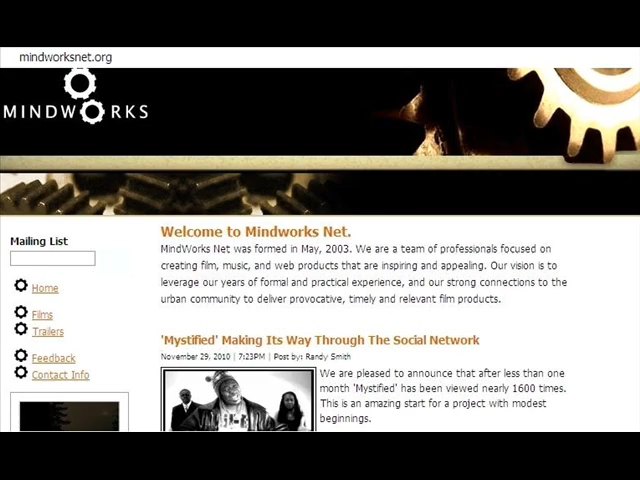 mindworksnet.org
MINDWORKS
Mailing List
Home
Films
Trailers
Feedback
Contact Info
Welcome to Mindworks Net.
MindWorks Net was formed in May, 2003. We are a team of professionals focused on
creating film, music, and web products that are inspiring and appealing. Our vision is to
leverage our years of formal and practical experience, and our strong connections to the
urban community to deliver provocative, timely and relevant film products.
'Mystified' Making Its Way Through The Social Network
November 29, 2010 | 7:23PM | Post by: Randy Smith
We are pleased to announce that after less than one
month 'Mystified' has been viewed nearly 1600 times.
This is an amazing start for a project with modest
beginnings.